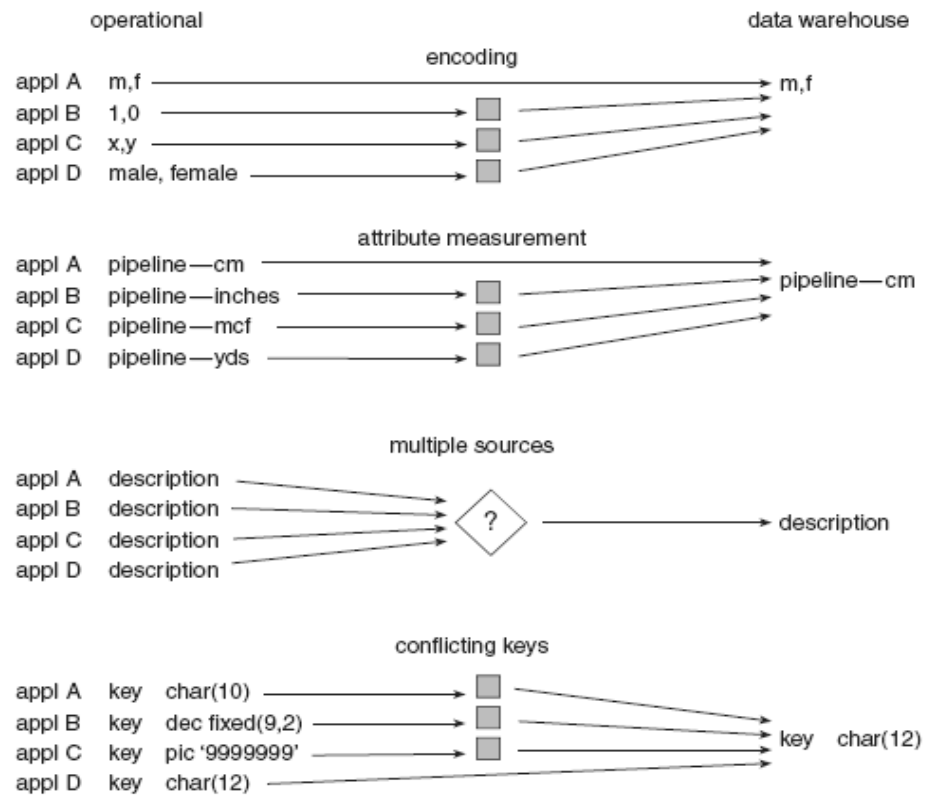 operational data warehouse
encoding
appl A m,f m,f
appl B 1,0
appl C x,y
appl D male, female
attribute measurement
appl A pipeline—cm
pipeline—cm
appl B pipeline—inches
appl C pipeline—mcf
appl D pipeline—yds
multiple sources
appl A description
appl B description
? description
appl C description
appl D description
conflicting keys
appl A key char(10)
appl B key dec fixed(9,2)
key char(12)
appl C key pic ‘9999999’
appl D key char(12)